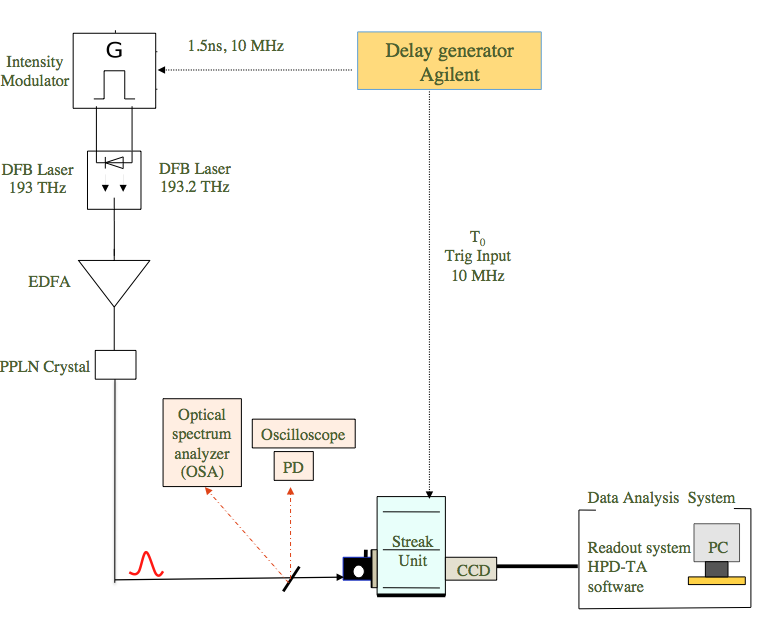 G
1.5ns, 10 MHz
Delay generator
Agilent
Intensity
Modulator
DFB Laser
193 THz
DFB Laser
193.2 THz
T0
Trig Input
10 MHz
EDFA
PPLN Crystal
Optical
spectrum
analyzer
(OSA)
Oscilloscope
PD
Streak
Unit
CCD
Data Analysis System
Readout system
HPD-TA
software
PC